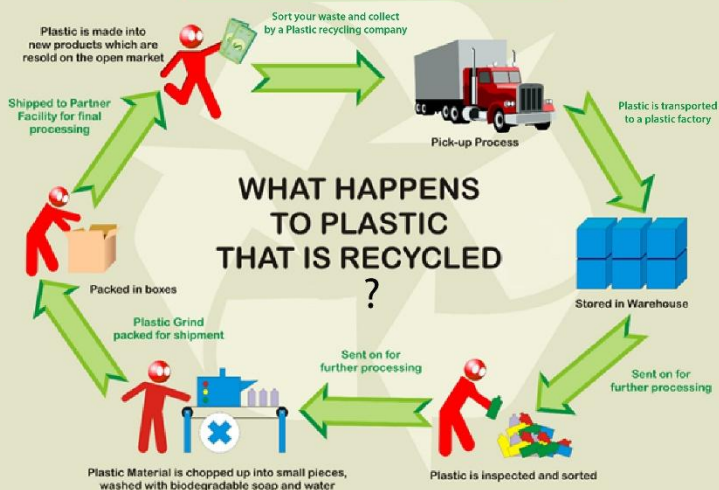 Plastic is made into
new products which are
resold on the open market
Sort your waste and collect
by a Plastic recycling company
Pick-up Process
Plastic is transported
to a plastic factory
Stored in Warehouse
Sent on for
further processing
Plastic is inspected and sorted
Sent on for
further processing
Plastic Material is chopped up into small pieces,
washed with biodegradable soap and water
Plastic Grind
packed for shipment
Packed in boxes
Shipped to Partner
Facility for final
processing
WHAT HAPPENS
TO PLASTIC
THAT IS RECYCLED
?